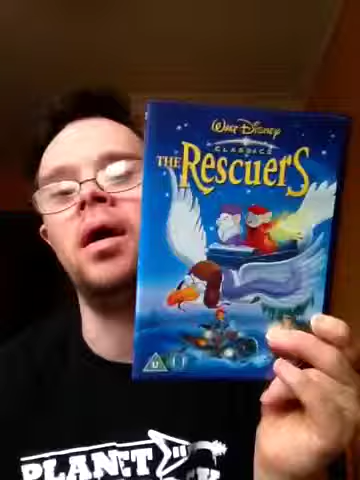 WALT DISNEY
CLASSICS
THE RESCUERS
U
PLANET